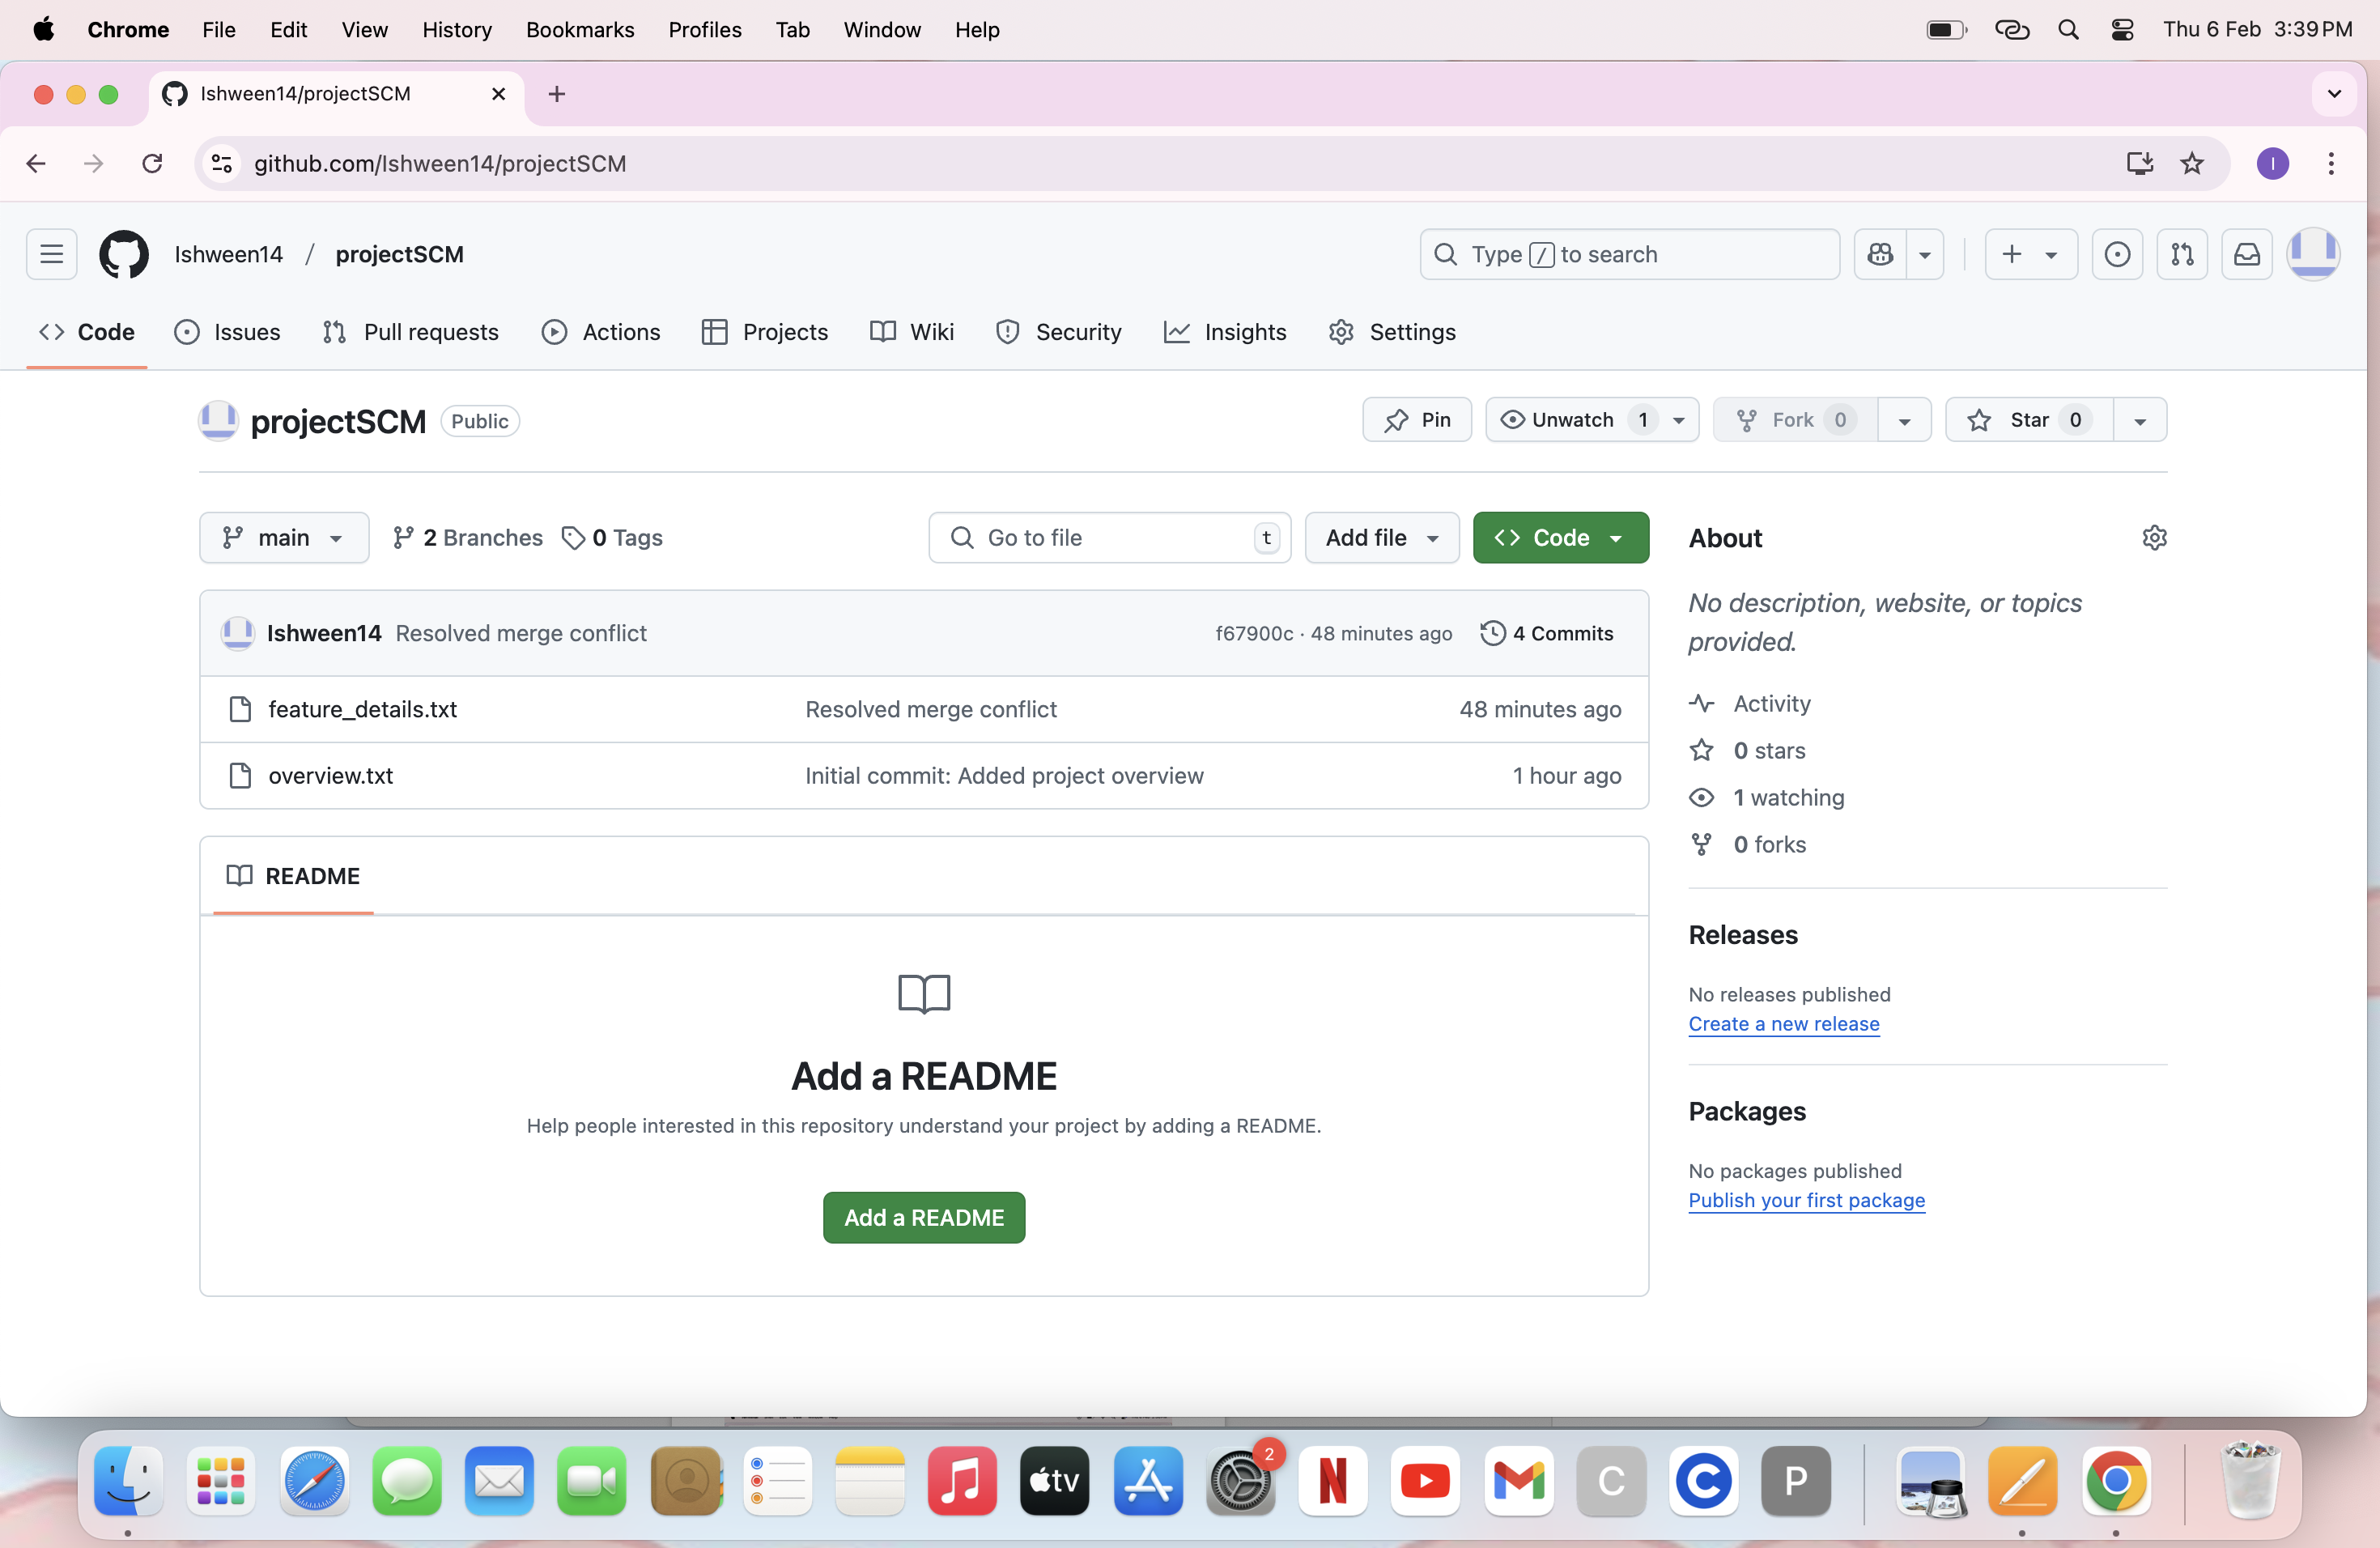 Chrome File Edit View History Bookmarks Profiles Tab Window Help Thu 6 Feb 3:39 PM
Ishween14/projectSCM
github.com/Ishween14/projectSCM I
Ishween14 / projectSCM Type / to search
Code Issues Pull requests Actions Projects Wiki Security Insights Settings
projectSCM Public Pin Unwatch 1 Fork 0 Star 0
main 2 Branches 0 Tags Go to file t Add file Code About
No description, website, or topics
provided.
Ishween14 Resolved merge conflict f67900c · 48 minutes ago 4 Commits
feature_details.txt Resolved merge conflict 48 minutes ago
overview.txt Initial commit: Added project overview 1 hour ago
Activity
0 stars
1 watching
0 forks
README
Add a README
Help people interested in this repository understand your project by adding a README.
Add a README
Releases
No releases published
Create a new release
Packages
No packages published
Publish your first package
tv 2 N C C P